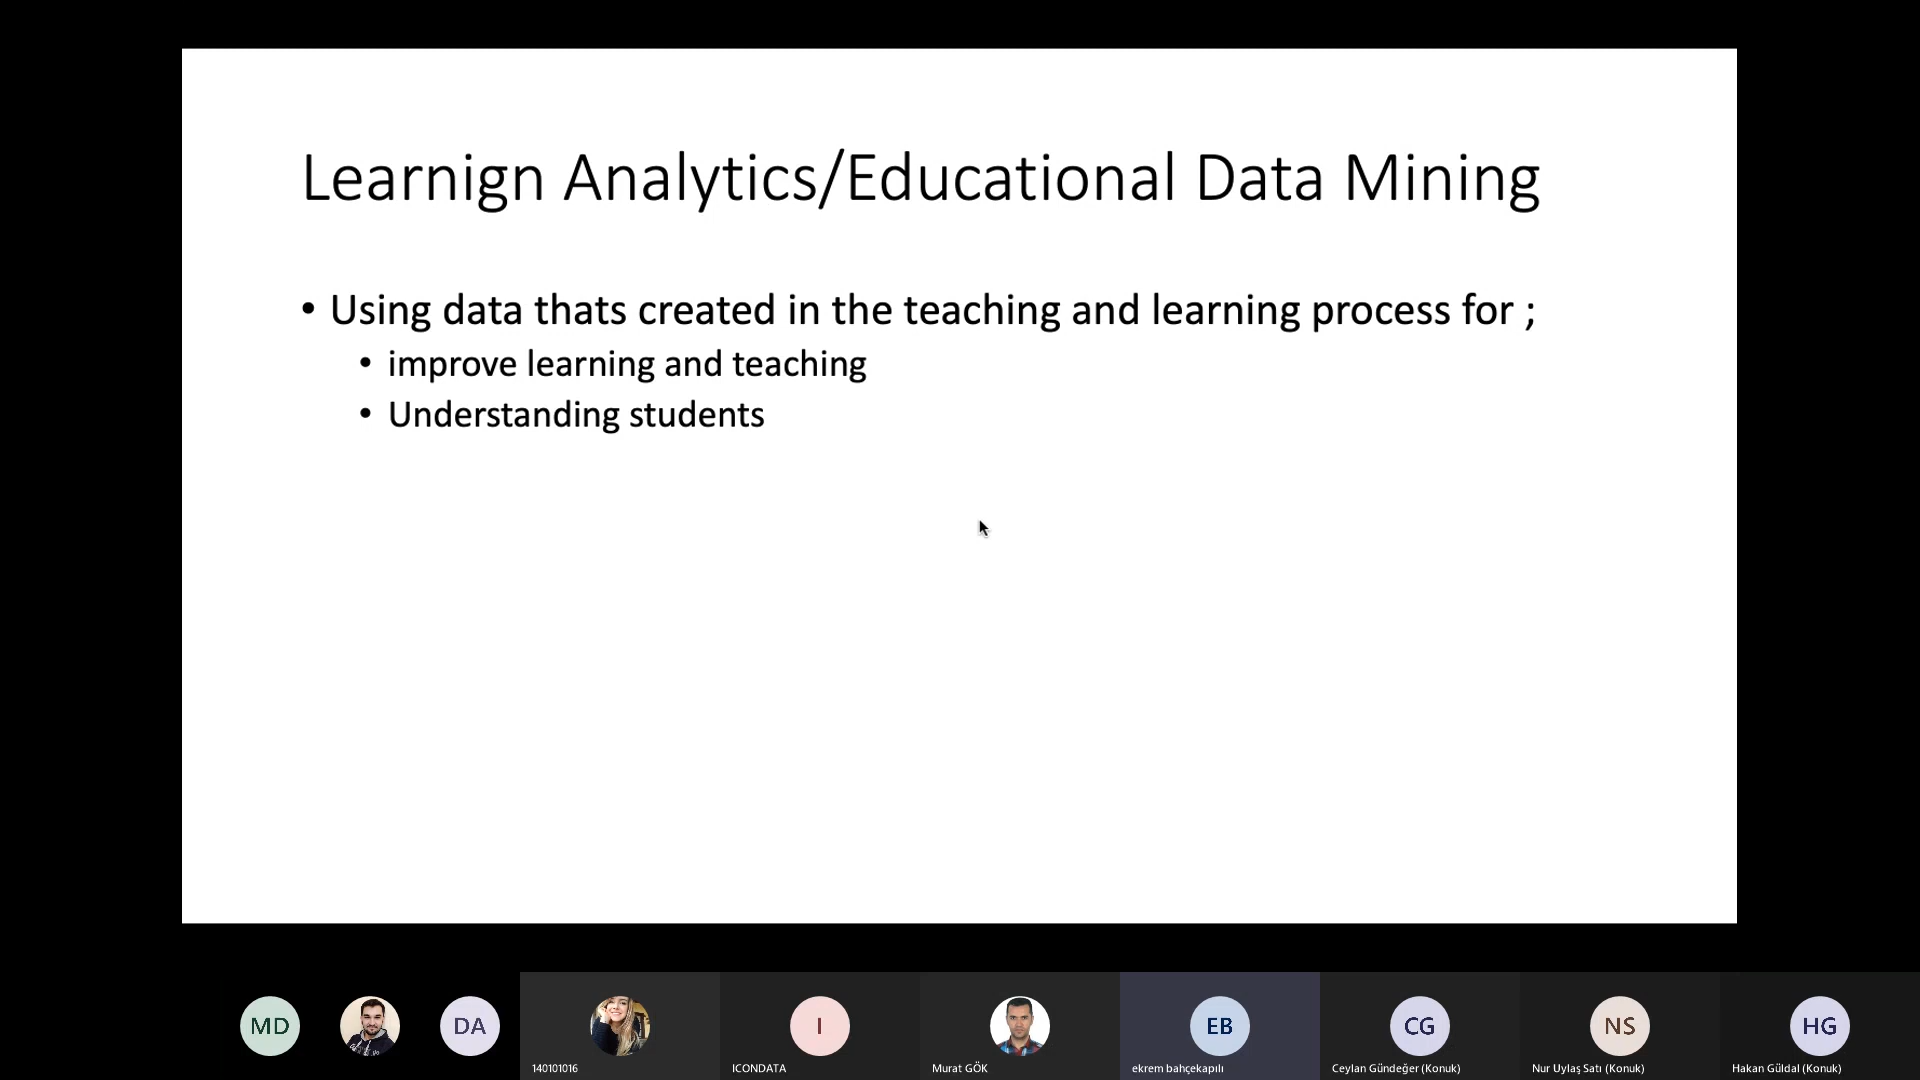 Learnign Analytics/Educational Data Mining
• Using data thats created in the teaching and learning process for ;
• improve learning and teaching
• Understanding students
MD
DA
I
EB
CG
NS
HG
140101016
ICONDATA
Murat GÖK
ekrem bahçekapılı
Ceylan Gündeğer (Konuk)
Nur Uylaş Satı (Konuk)
Hakan Güldal (Konuk)